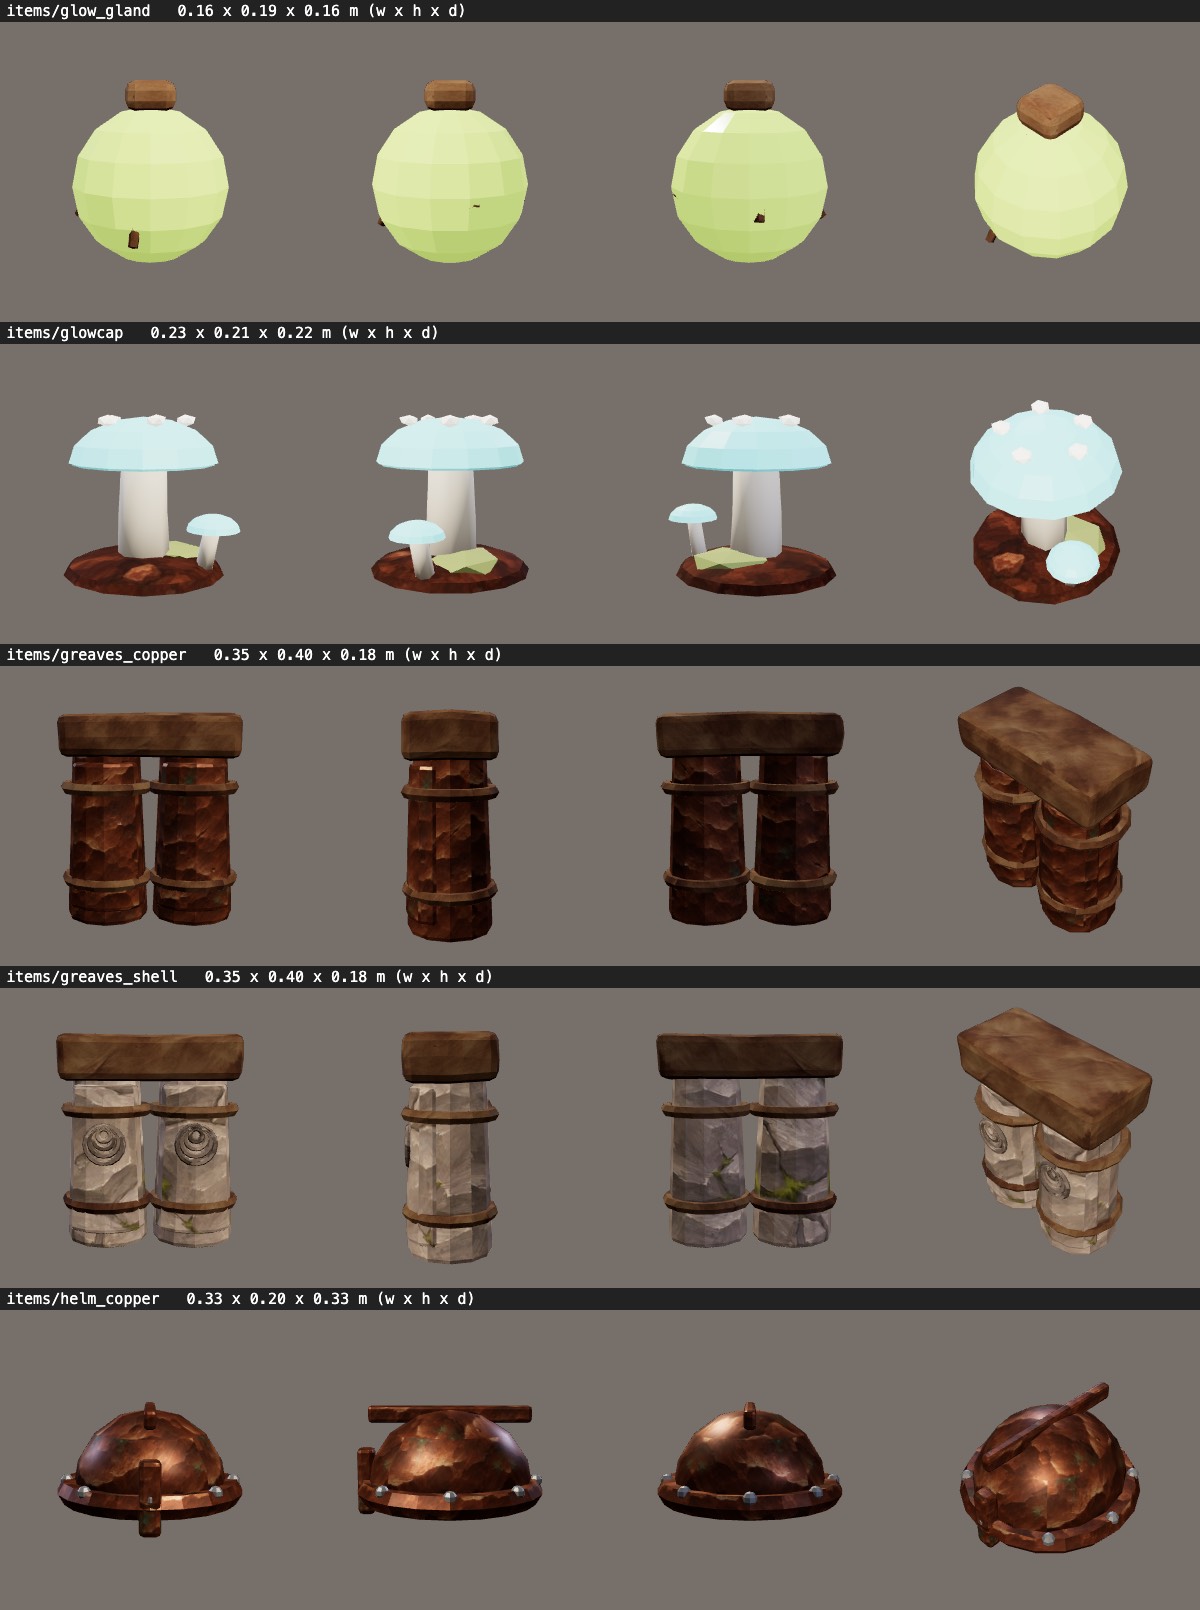 items/glow_gland 0.16 x 0.19 x 0.16 m (w x h x d)
items/glowcap 0.23 x 0.21 x 0.22 m (w x h x d)
items/greaves_copper 0.35 x 0.40 x 0.18 m (w x h x d)
items/greaves_shell 0.35 x 0.40 x 0.18 m (w x h x d)
items/helm_copper 0.33 x 0.20 x 0.33 m (w x h x d)